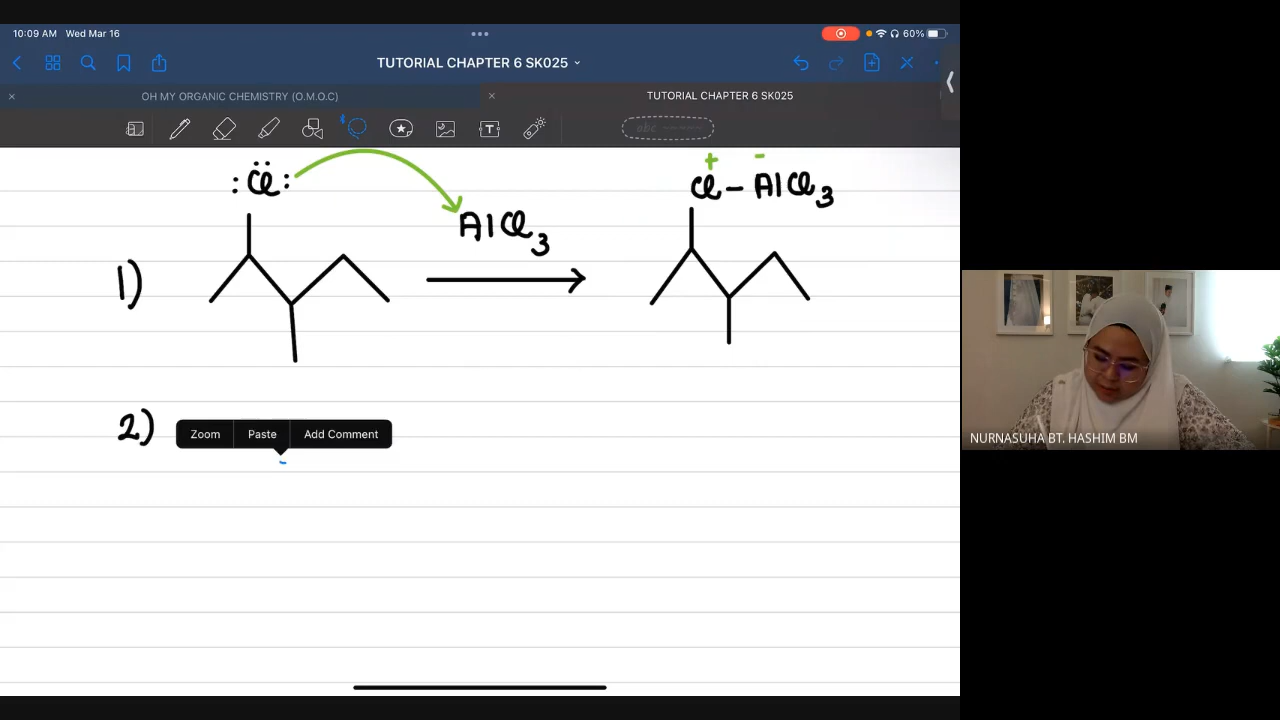 10:09 AM Wed Mar 16
60%
TUTORIAL CHAPTER 6 SK025
OH MY ORGANIC CHEMISTRY (O.M.O.C)
TUTORIAL CHAPTER 6 SK025
abc
:C̈l:
AlCl3
+ -
Cl – AlCl3
1)
2)
Zoom Paste Add Comment
NURNASUHA BT. HASHIM BM